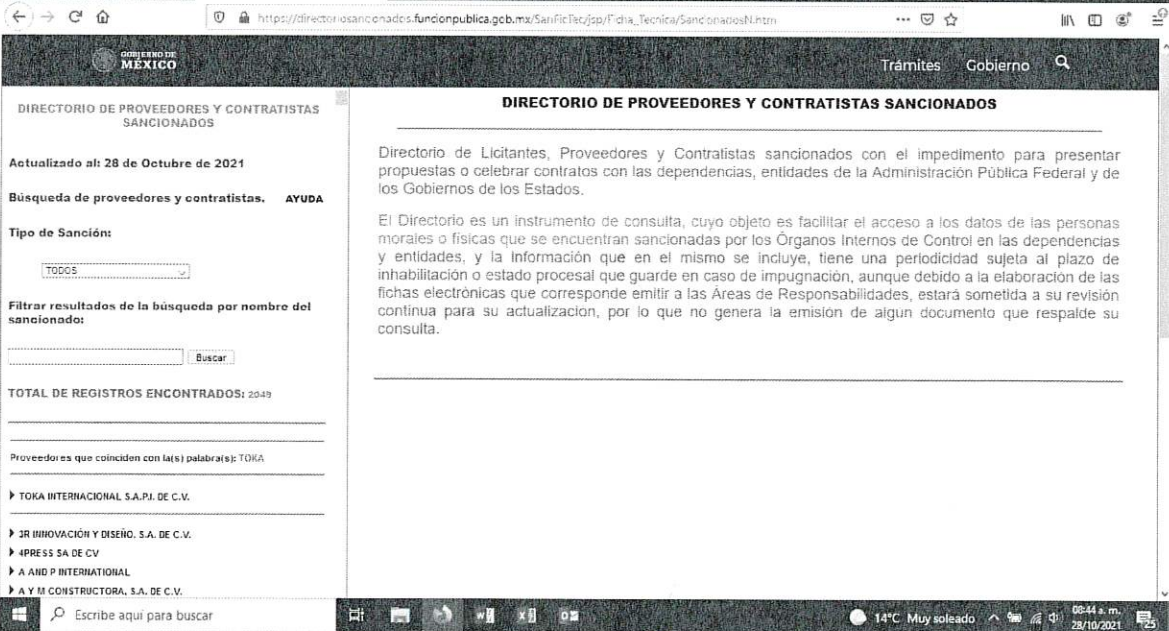 https://directoriosancionados.funcionpublica.gob.mx/SanFicTec/jsp/Ficha_Tecnica/SancionadosN.htm
GOBIERNO DE
MÉXICO
Trámites Gobierno
DIRECTORIO DE PROVEEDORES Y CONTRATISTAS
SANCIONADOS
Actualizado al: 28 de Octubre de 2021
Búsqueda de proveedores y contratistas. AYUDA
Tipo de Sanción:
TODOS
Filtrar resultados de la búsqueda por nombre del
sancionado:
Buscar
TOTAL DE REGISTROS ENCONTRADOS: 2049
Proveedores que coinciden con la(s) palabra(s): TOKA
TOKA INTERNACIONAL S.A.P.I. DE C.V.
3R INNOVACIÓN Y DISEÑO, S.A. DE C.V.
4PRESS SA DE CV
A AND P INTERNATIONAL
A Y M CONSTRUCTORA, S.A. DE C.V.
DIRECTORIO DE PROVEEDORES Y CONTRATISTAS SANCIONADOS
Directorio de Licitantes, Proveedores y Contratistas sancionados con el impedimento para presentar
propuestas o celebrar contratos con las dependencias, entidades de la Administración Pública Federal y de
los Gobiernos de los Estados.
El Directorio es un instrumento de consulta, cuyo objeto es facilitar el acceso a los datos de las personas
morales o físicas que se encuentran sancionadas por los Órganos Internos de Control en las dependencias
y entidades, y la información que en el mismo se incluye, tiene una periodicidad sujeta al plazo de
inhabilitación o estado procesal que guarde en caso de impugnación, aunque debido a la elaboración de las
fichas electrónicas que corresponde emitir a las Áreas de Responsabilidades, estará sometida a su revisión
continua para su actualización, por lo que no genera la emisión de algun documento que respalde su
consulta.
Escribe aquí para buscar
14°C Muy soleado
08:44 a. m.
28/10/2021
25